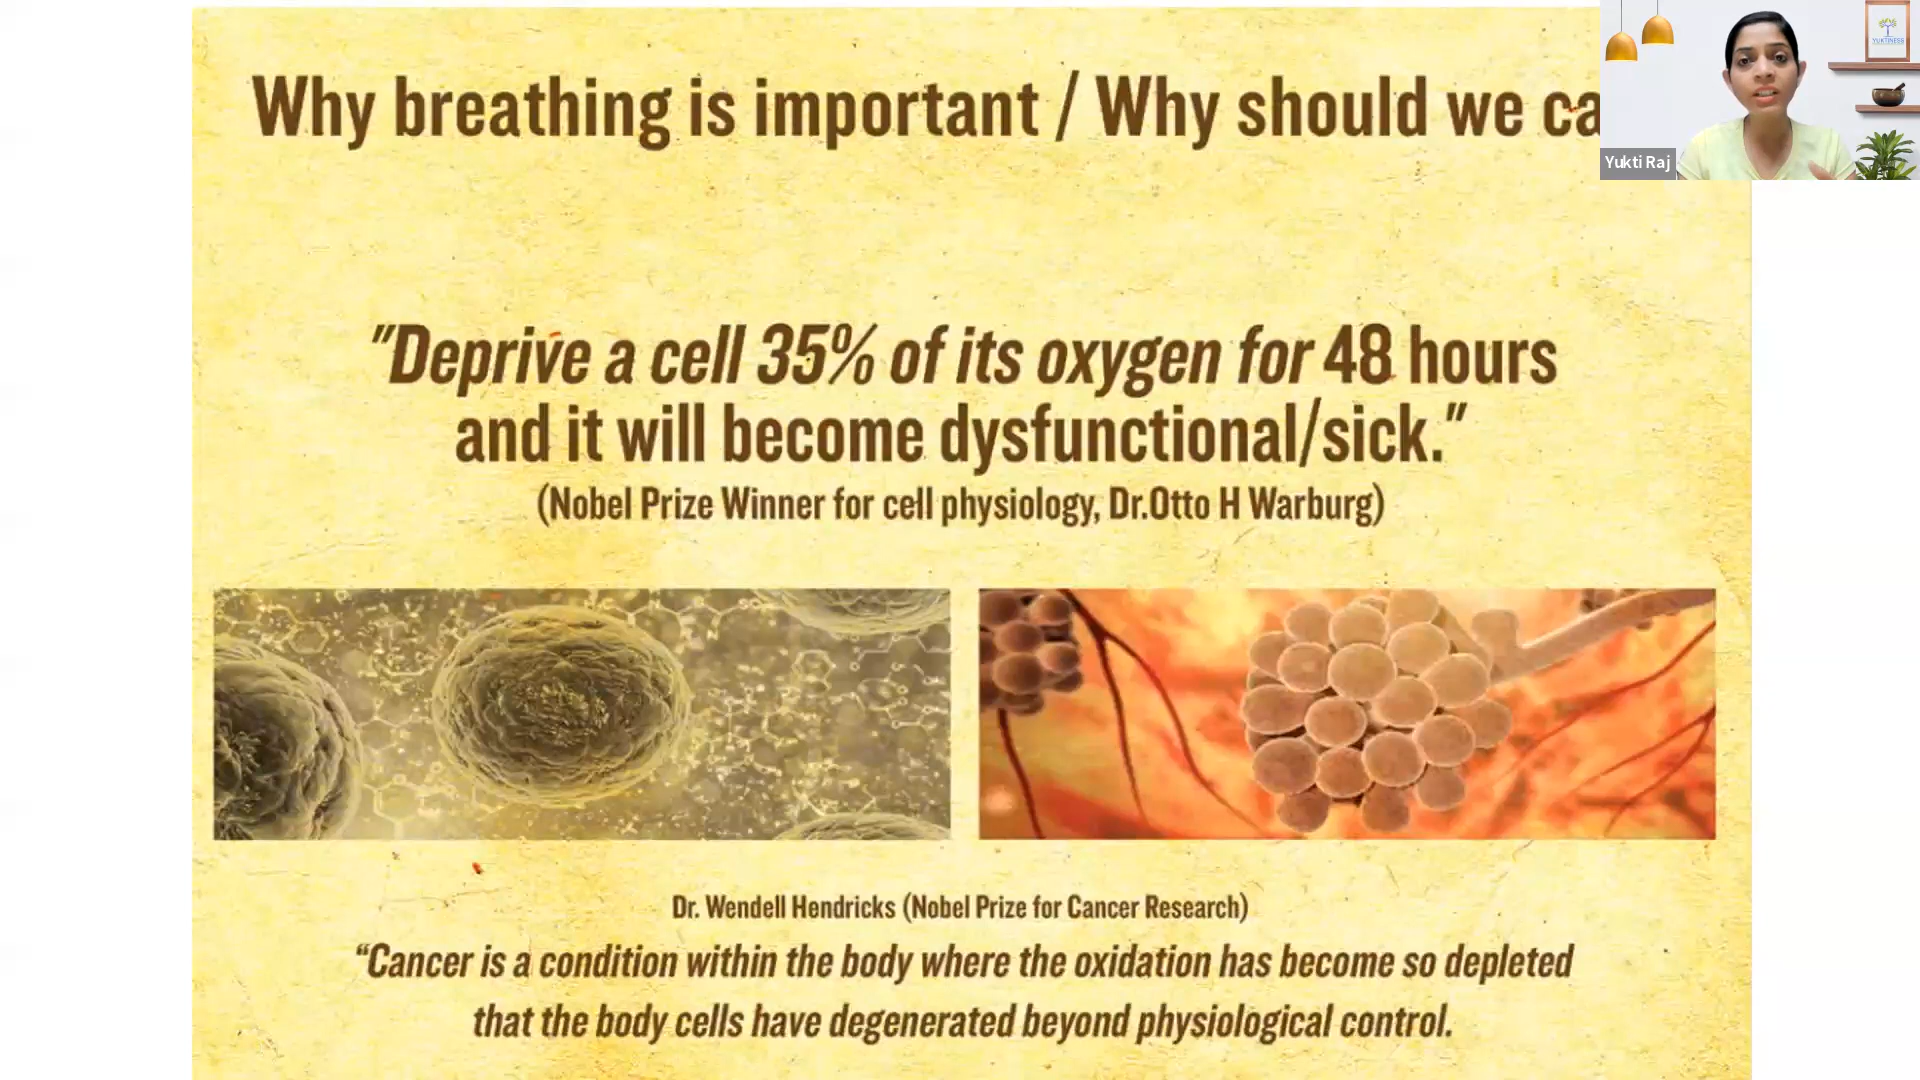 Why breathing is important / Why should we ca
YUKTINESS
Yukti Raj
"Deprive a cell 35% of its oxygen for 48 hours
and it will become dysfunctional/sick."
(Nobel Prize Winner for cell physiology, Dr.Otto H Warburg)
Dr. Wendell Hendricks (Nobel Prize for Cancer Research)
“Cancer is a condition within the body where the oxidation has become so depleted
that the body cells have degenerated beyond physiological control.